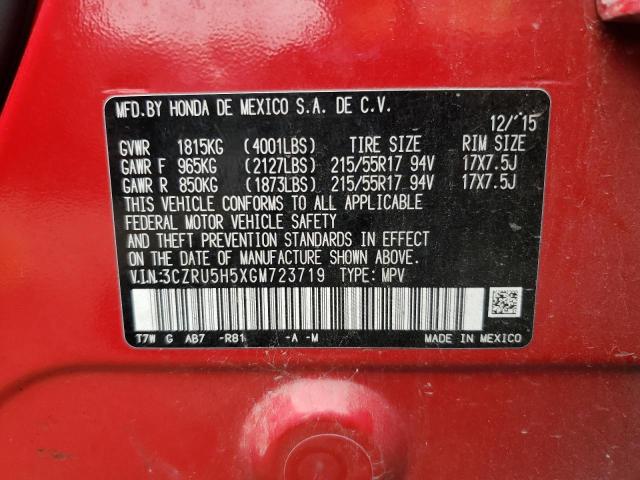 MFD.BY HONDA DE MEXICO S.A. DE C.V.
12/'15
GVWR 1815KG (4001LBS) TIRE SIZE RIM SIZE
GAWR F 965KG (2127LBS) 215/55R17 94V 17X7.5J
GAWR R 850KG (1873LBS) 215/55R17 94V 17X7.5J
THIS VEHICLE CONFORMS TO ALL APPLICABLE
FEDERAL MOTOR VEHICLE SAFETY
AND THEFT PREVENTION STANDARDS IN EFFECT
ON THE DATE OF MANUFACTURE SHOWN ABOVE.
V.I.N:3CZRU5H5XGM723719 TYPE: MPV
T7W G AB7 -R81 -A -M MADE IN MEXICO